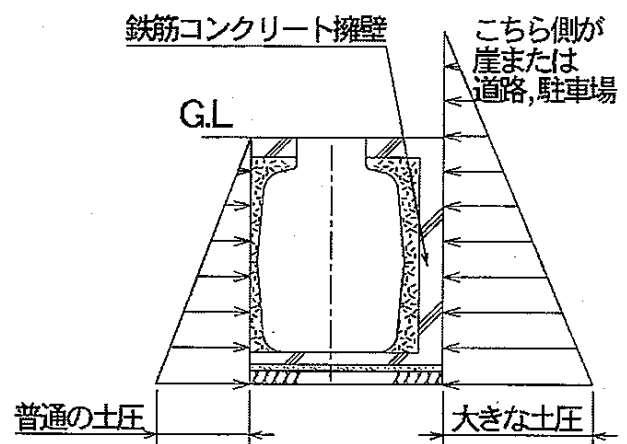 鉄筋コンクリート擁壁
こちら側が
崖または
道路,駐車場
G.L
普通の土圧
大きな土圧